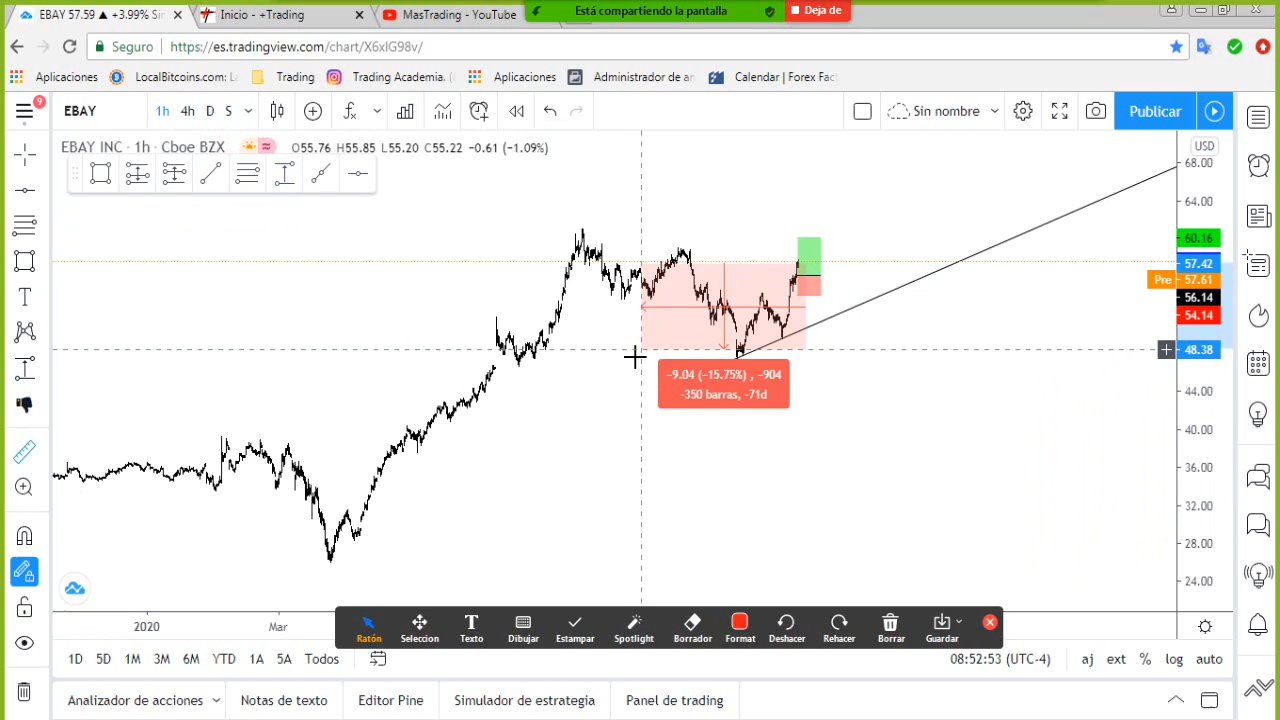 EBAY 57.59 ▲ +3.99% Sin
Inicio - +Trading
MasTrading - YouTube
Está compartiendo la pantalla
Deja de
Seguro
https://es.tradingview.com/chart/X6xIG98v/
Aplicaciones
LocalBitcoins.com: L
Trading
Trading Academia. (
Aplicaciones
Administrador de an
Calendar | Forex Fact
9
EBAY
1h 4h D S
Sin nombre
Publicar
EBAY INC · 1h · Cboe BZX
O55.76 H55.85 L55.20 C55.22 -0.61 (-1.09%)
USD
68.00
64.00
60.16
57.42
Pre 57.61
56.14
54.14
48.38
44.00
40.00
36.00
32.00
28.00
24.00
−9.04 (−15.75%) , −904
-350 barras, -71d
2020
Mar
Ratón
Seleccion
Texto
Dibujar
Estampar
Spotlight
Borrador
Format
Deshacer
Rehacer
Borrar
Guardar
1D 5D 1M 3M 6M YTD 1A 5A Todos
08:52:53 (UTC-4)
aj ext % log auto
Analizador de acciones
Notas de texto
Editor Pine
Simulador de estrategia
Panel de trading